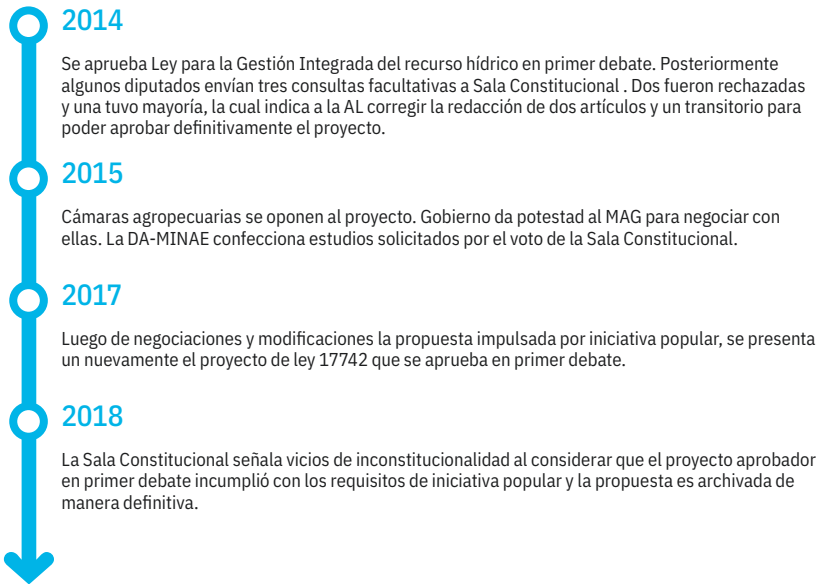 2014
Se aprueba Ley para la Gestión Integrada del recurso hídrico en primer debate. Posteriormente
algunos diputados envían tres consultas facultativas a Sala Constitucional . Dos fueron rechazadas
y una tuvo mayoría, la cual indica a la AL corregir la redacción de dos artículos y un transitorio para
poder aprobar definitivamente el proyecto.
2015
Cámaras agropecuarias se oponen al proyecto. Gobierno da potestad al MAG para negociar con
ellas. La DA-MINAE confecciona estudios solicitados por el voto de la Sala Constitucional.
2017
Luego de negociaciones y modificaciones la propuesta impulsada por iniciativa popular, se presenta
un nuevamente el proyecto de ley 17742 que se aprueba en primer debate.
2018
La Sala Constitucional señala vicios de inconstitucionalidad al considerar que el proyecto aprobador
en primer debate incumplió con los requisitos de iniciativa popular y la propuesta es archivada de
manera definitiva.